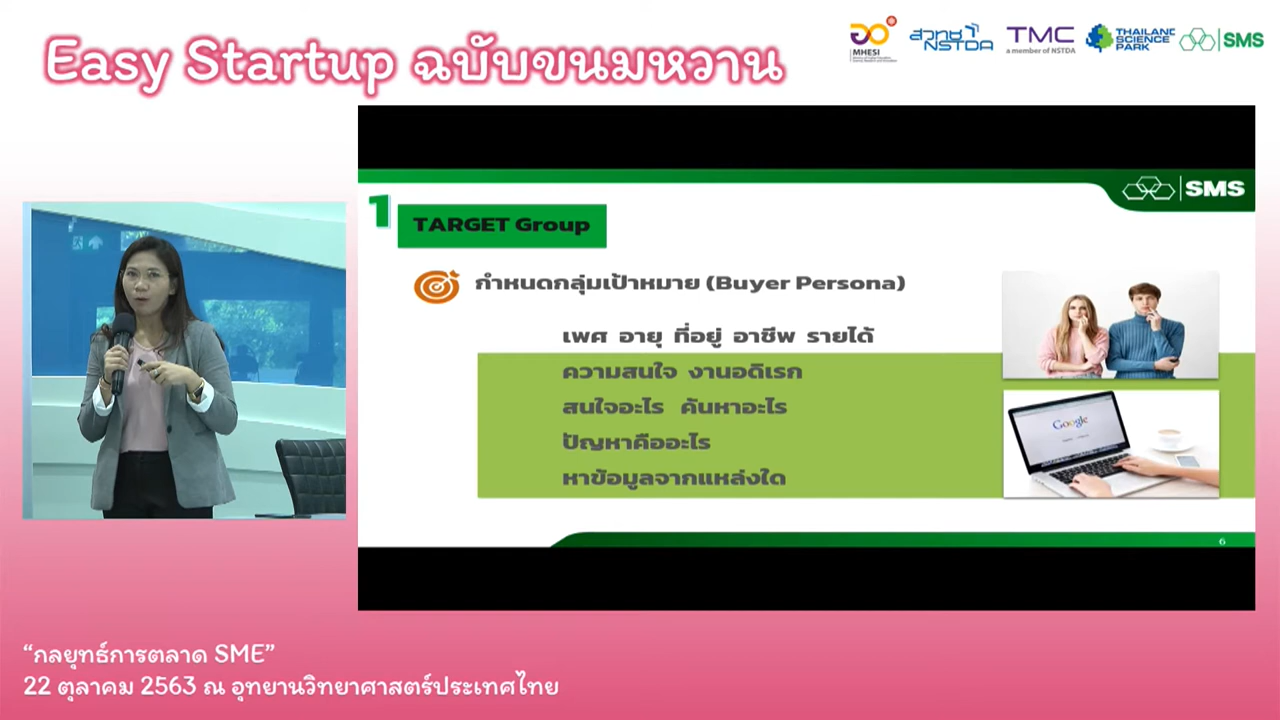 Easy Startup ฉบับขนมหวาน
MHESI
สวทช
NSTDA
TMC
a member of NSTDA
THAILAND
SCIENCE
PARK
SMS
SMS
1
TARGET Group
กำหนดกลุ่มเป้าหมาย (Buyer Persona)
เพศ อายุ ที่อยู่ อาชีพ รายได้
ความสนใจ งานอดิเรก
สนใจอะไร ค้นหาอะไร
ปัญหาคืออะไร
หาข้อมูลจากแหล่งใด
Google
6
“กลยุทธ์การตลาด SME”
22 ตุลาคม 2563 ณ อุทยานวิทยาศาสตร์ประเทศไทย